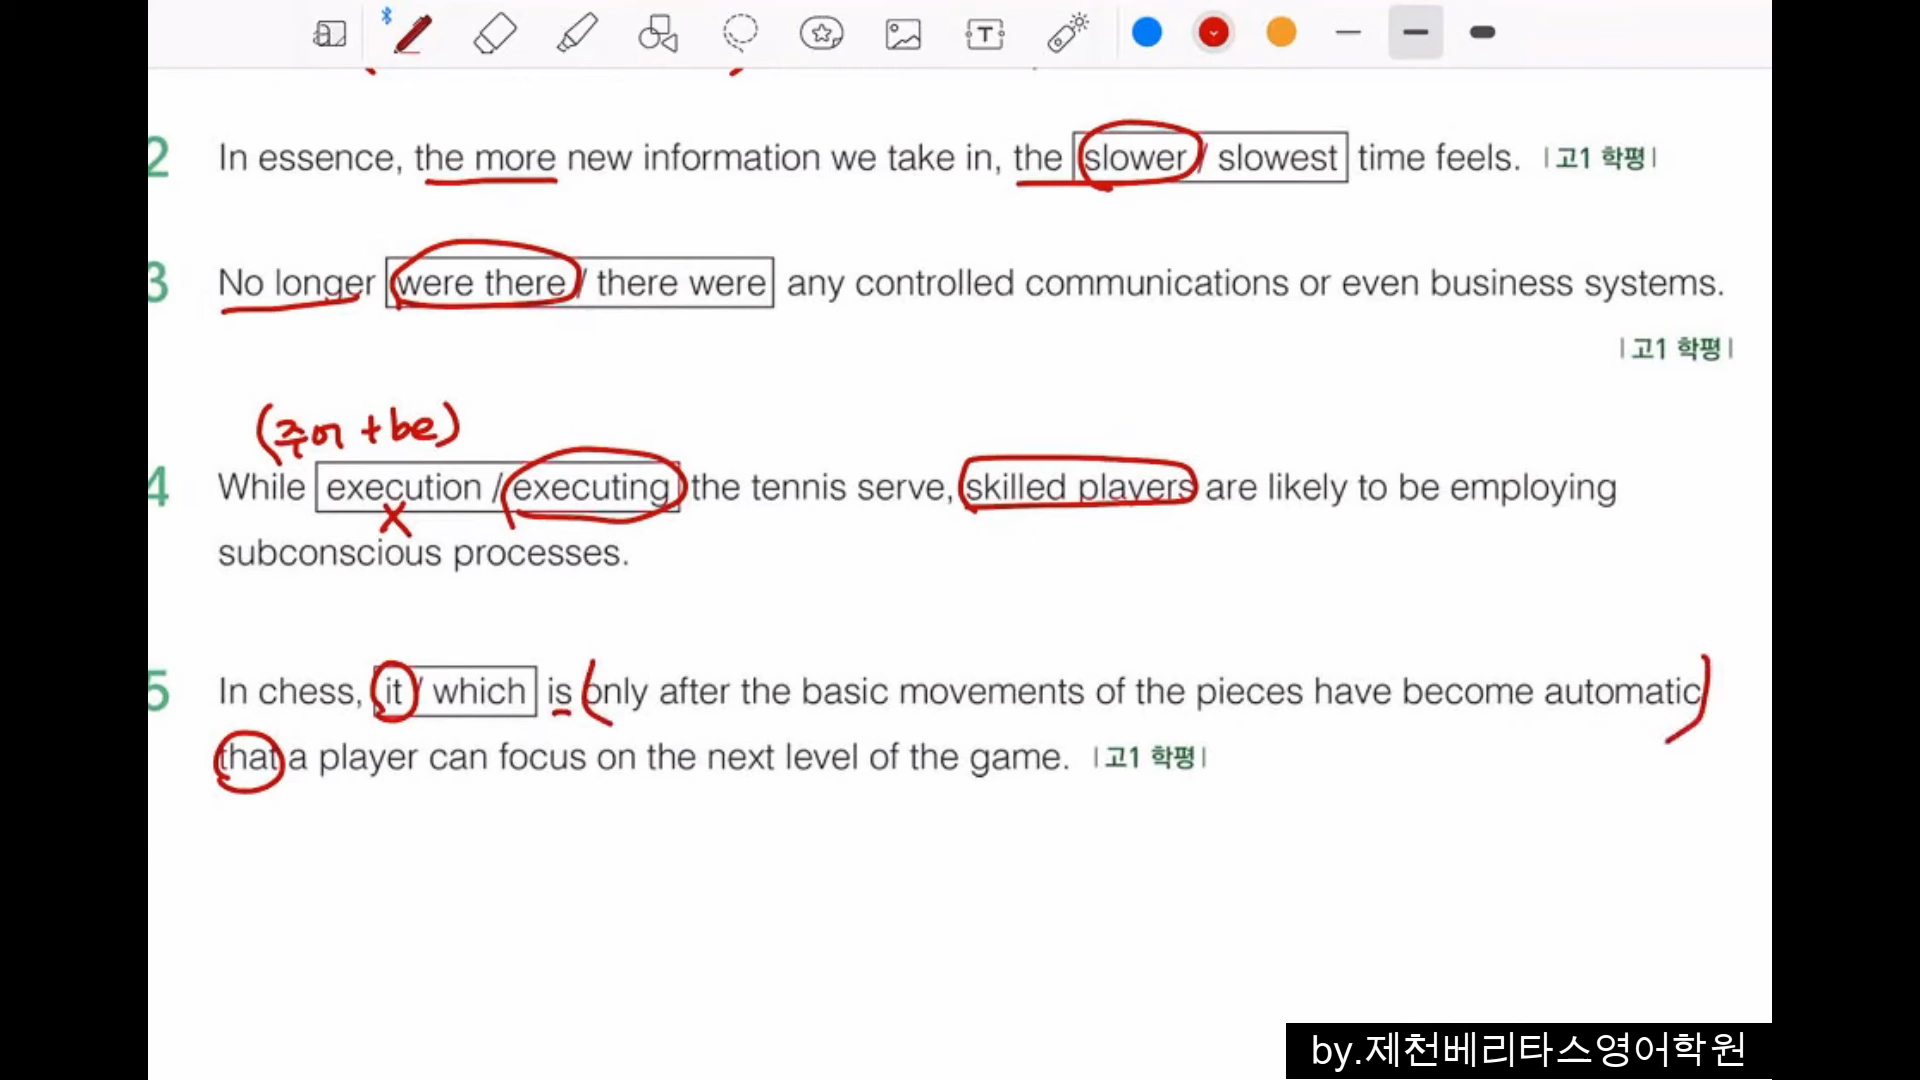 2 In essence, the more new information we take in, the slower / slowest time feels. |고1 학평|
3 No longer were there / there were any controlled communications or even business systems.
|고1 학평|
(주어 + be)
4 While execution / executing the tennis serve, skilled players are likely to be employing
X
subconscious processes.
5 In chess, it / which is (only after the basic movements of the pieces have become automatic)
that a player can focus on the next level of the game. |고1 학평|
by.제천베리타스영어학원